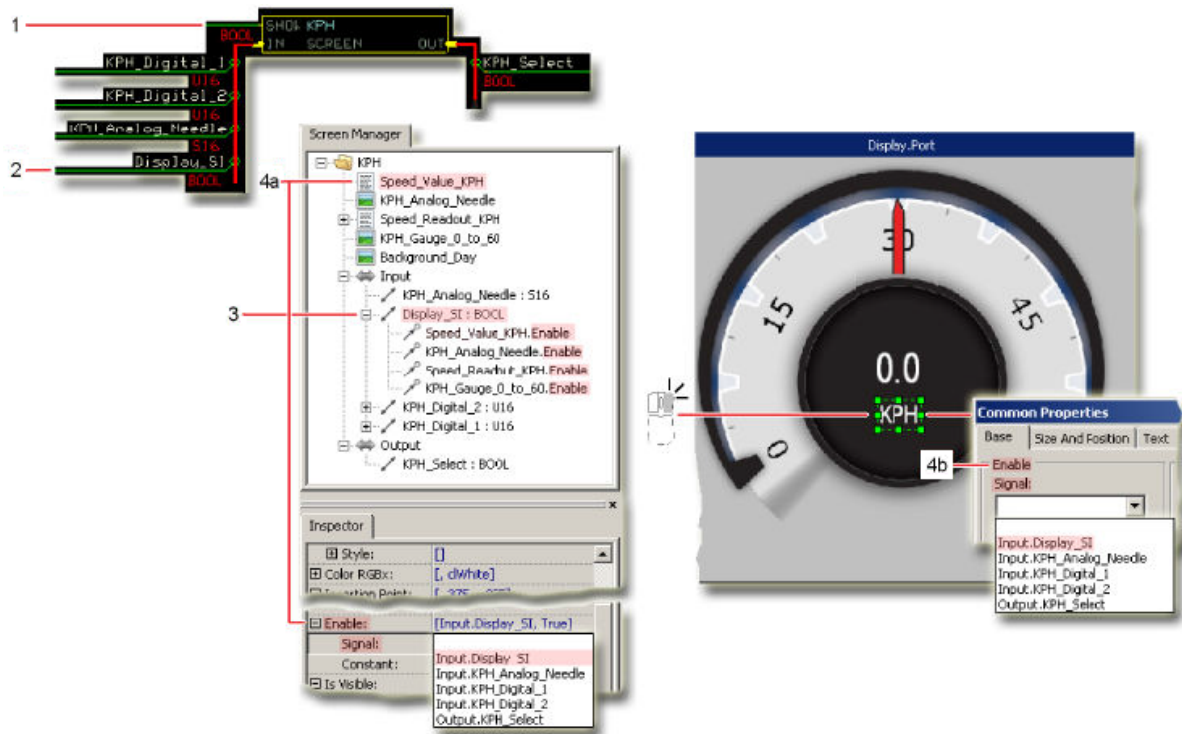 1
SHOW KPH
BOOL
IN SCREEN OUT
KPH_Digital_1
U16
KPH_Digital_2
U16
KPH_Analog_Needle
S16
2
Display_SI
BOOL
KPH_Select
BOOL
Screen Manager
KPH
4a
Speed_Value_KPH
KPH_Analog_Needle
Speed_Readout_KPH
KPH_Gauge_0_to_60
Background_Day
Input
KPH_Analog_Needle : S16
3
Display_SI : BOOL
Speed_Value_KPH.Enable
KPH_Analog_Needle.Enable
Speed_Readout_KPH.Enable
KPH_Gauge_0_to_60.Enable
KPH_Digital_2 : U16
KPH_Digital_1 : U16
Output
KPH_Select : BOOL
x
Inspector
Style: []
Color RGBx: [, clWhite]
Insertion Point:
Enable: [Input.Display_SI, True]
Signal:
Constant:
Is Visible:
Input.Display_SI
Input.KPH_Analog_Needle
Input.KPH_Digital_1
Input.KPH_Digital_2
Output.KPH_Select
Display.Port
0
15
30
45
0.0
KPH
Common Properties
Base Size And Position Text
4b
Enable
Signal:
Input.Display_SI
Input.KPH_Analog_Needle
Input.KPH_Digital_1
Input.KPH_Digital_2
Output.KPH_Select